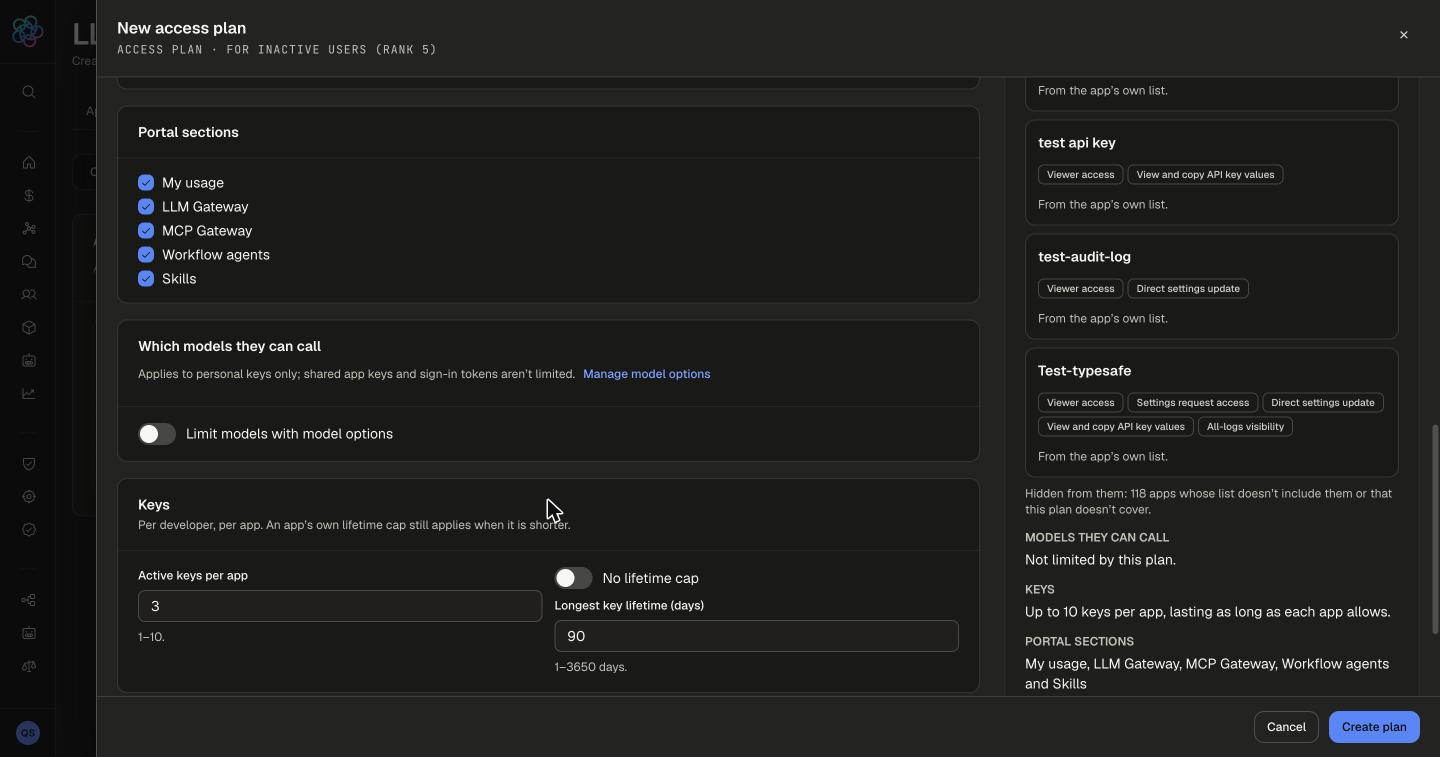 New access plan
ACCESS PLAN · FOR INACTIVE USERS (RANK 5)
Portal sections
My usage
LLM Gateway
MCP Gateway
Workflow agents
Skills
Which models they can call
Applies to personal keys only; shared app keys and sign-in tokens aren’t limited. Manage model options
Limit models with model options
Keys
Per developer, per app. An app’s own lifetime cap still applies when it is shorter.
Active keys per app
3
1–10.
No lifetime cap
Longest key lifetime (days)
90
1–3650 days.
From the app’s own list.
test api key
Viewer access View and copy API key values
From the app’s own list.
test-audit-log
Viewer access Direct settings update
From the app’s own list.
Test-typesafe
Viewer access Settings request access Direct settings update
View and copy API key values All-logs visibility
From the app’s own list.
Hidden from them: 118 apps whose list doesn’t include them or that
this plan doesn’t cover.
MODELS THEY CAN CALL
Not limited by this plan.
KEYS
Up to 10 keys per app, lasting as long as each app allows.
PORTAL SECTIONS
My usage, LLM Gateway, MCP Gateway, Workflow agents
and Skills
Cancel Create plan
QS